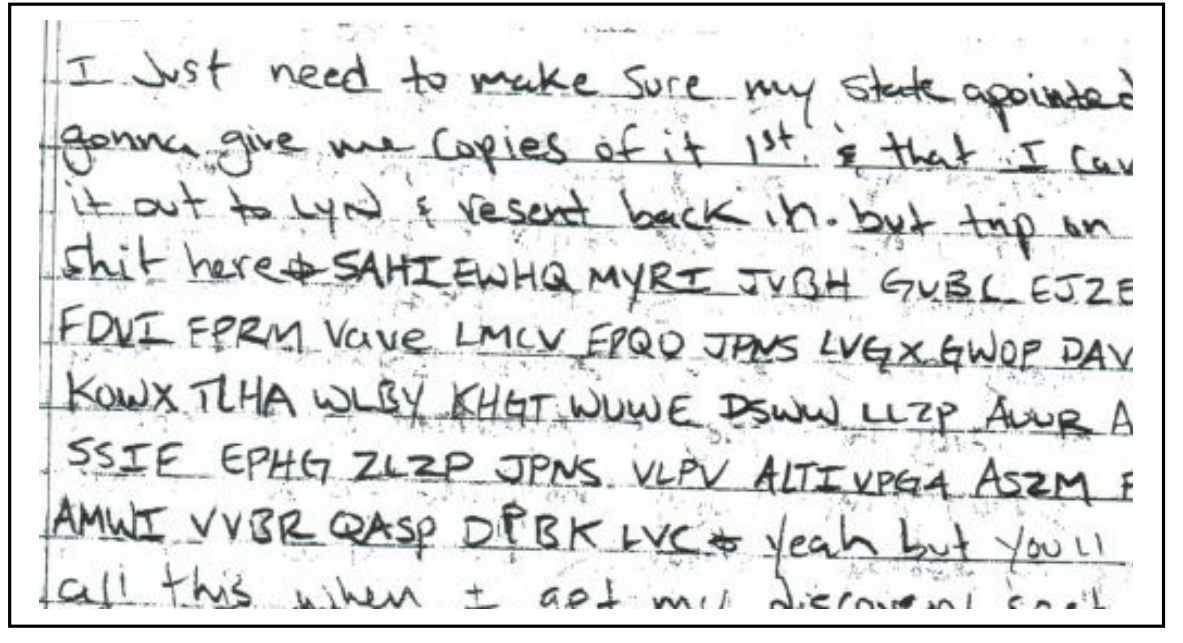 I Just need to make Sure my State apointed
gonna give me Copies of it 1st. & that I Can
it out to LYN & resent back in. but trip on
Shit here SAHI EWHQ MYRI JVBH GUBL EJZE
FDVI EPRM Vave LMCV EPQO JPNS LVGX GWOP DAV
KOWX TLHA WLBY KHGT WUWE DSWW LLZP AUUR A
SSIE EPHG ZLZP JPNS VLPV ALTI VPGA ASZM
AMWI VVBR QASP DPBK LVC yeah but You'll
all this when I get my discovery